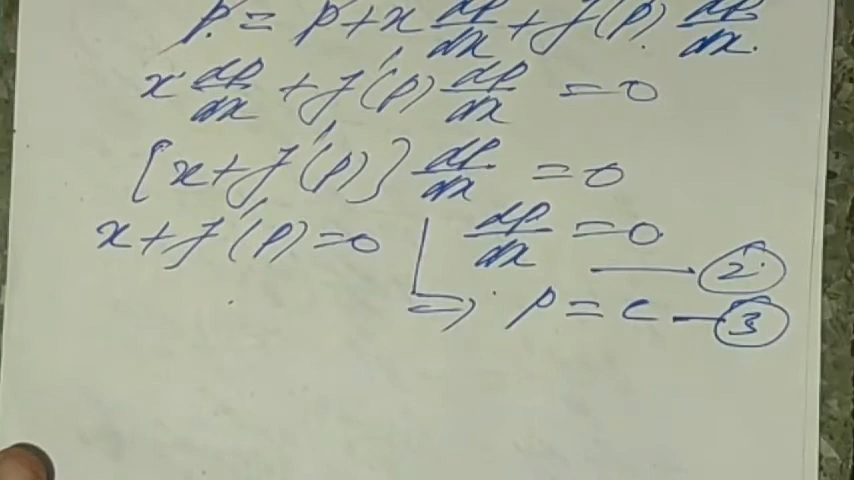 p = p + x dp/dx + f'(p) dp/dx.
x dp/dx + f'(p) dp/dx = 0
[x + f'(p)] dp/dx = 0
x + f'(p) = 0 | dp/dx = 0 — 2
⇒ p = c — 3